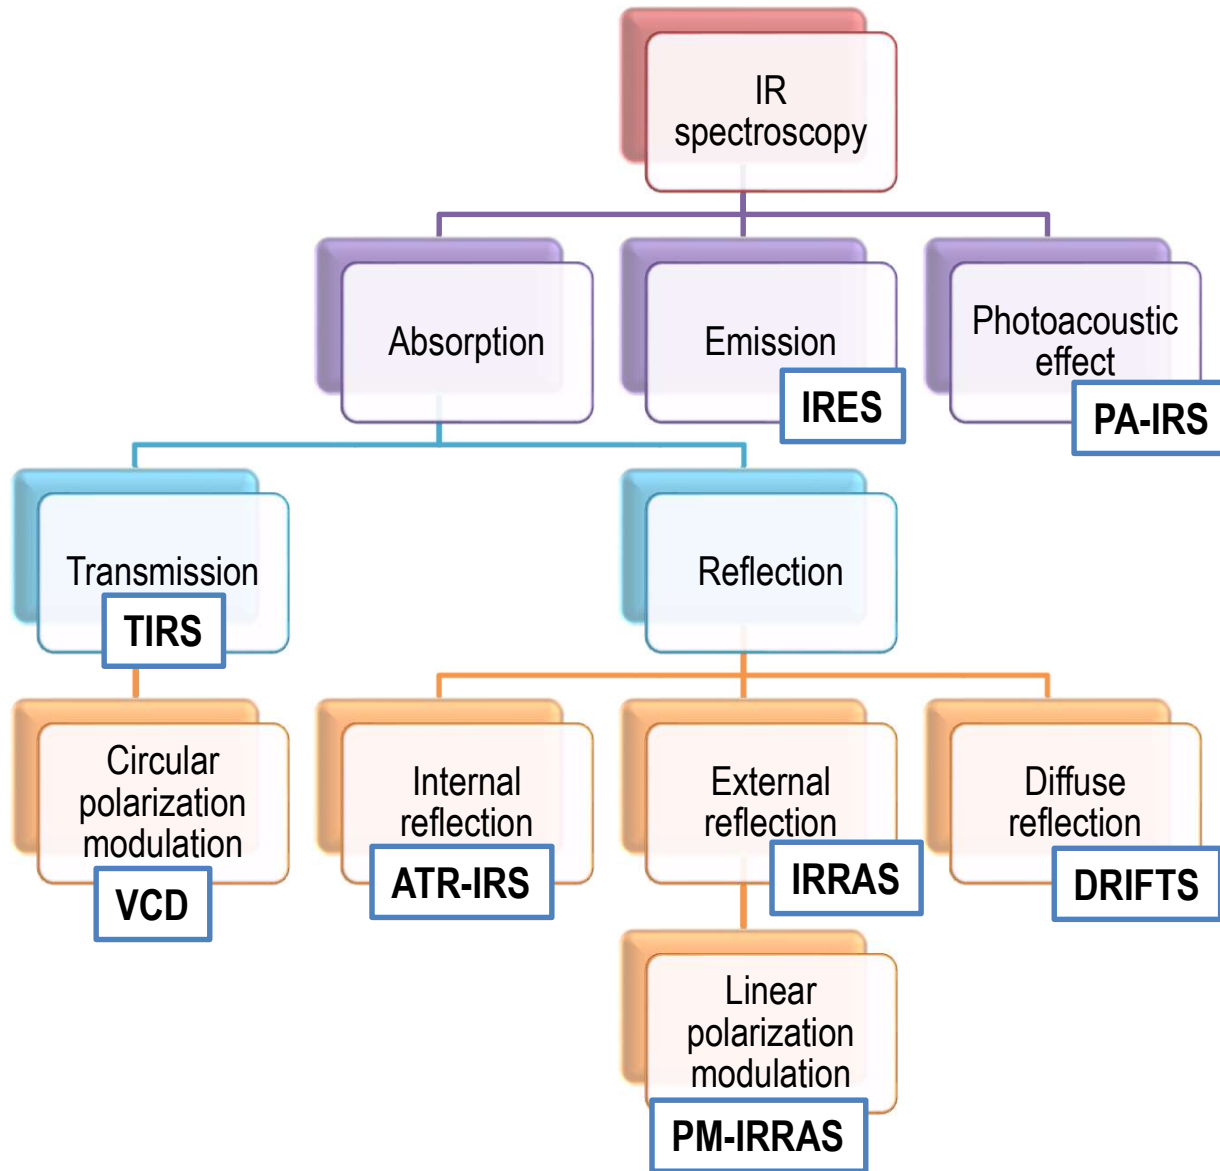 IR
spectroscopy
Absorption
Emission
IRES
Photoacoustic
effect
PA-IRS
Transmission
TIRS
Reflection
Circular
polarization
modulation
VCD
Internal
reflection
ATR-IRS
External
reflection
IRRAS
Diffuse
reflection
DRIFTS
Linear
polarization
modulation
PM-IRRAS